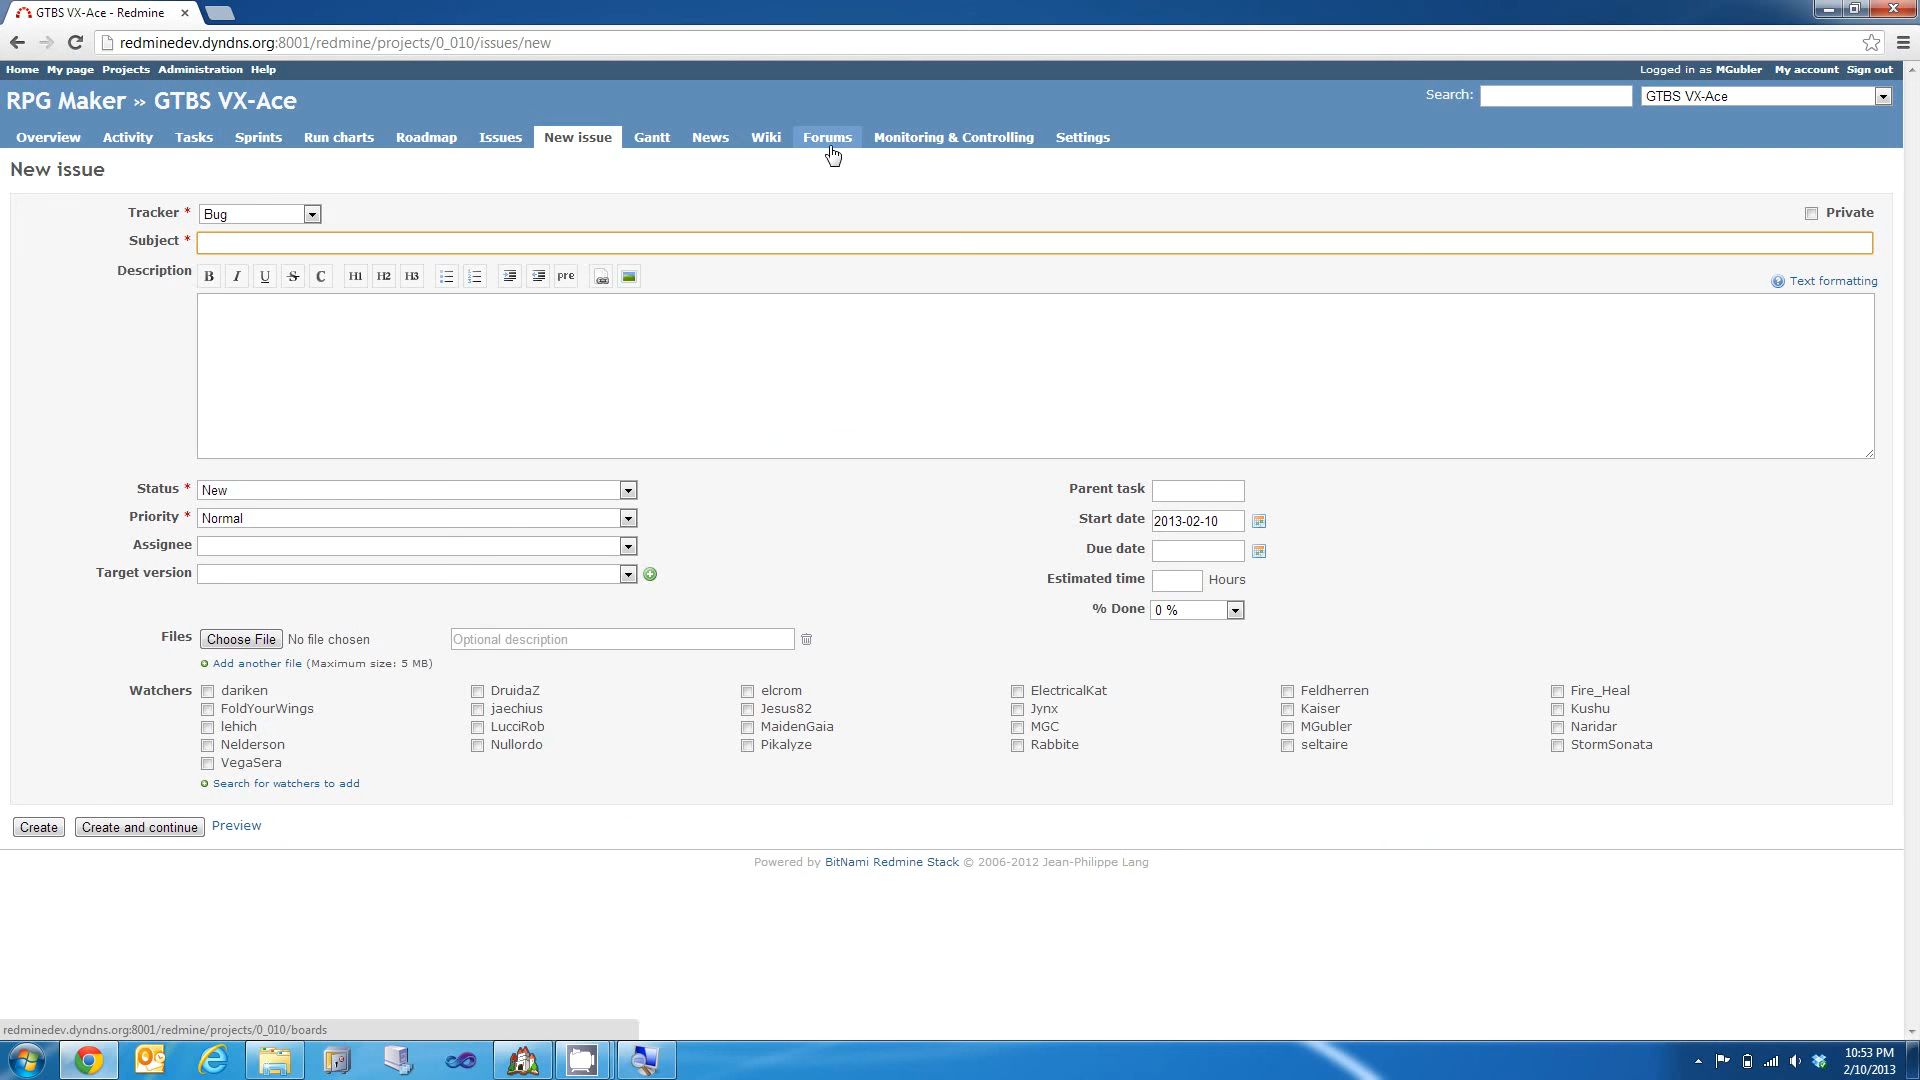 GTBS VX-Ace - Redmine
redminedev.dyndns.org:8001/redmine/projects/0_010/issues/new
Home My page Projects Administration Help
Logged in as MGubler My account Sign out
RPG Maker » GTBS VX-Ace
Search: GTBS VX-Ace
Overview Activity Tasks Sprints Run charts Roadmap Issues New issue Gantt News Wiki Forums Monitoring & Controlling Settings
New issue
Tracker * Bug
Private
Subject *
Description B I U S C H1 H2 H3 pre
Text formatting
Status * New
Parent task
Priority * Normal
Start date 2013-02-10
Assignee
Due date
Target version
Estimated time Hours
% Done 0 %
Files Choose File No file chosen Optional description
Add another file (Maximum size: 5 MB)
Watchers dariken DruidaZ elcrom ElectricalKat Feldherren Fire_Heal
FoldYourWings jaechius Jesus82 Jynx Kaiser Kushu
lehich LucciRob MaidenGaia MGC MGubler Naridar
Nelderson Nullordo Pikalyze Rabbite seltaire StormSonata
VegaSera
Search for watchers to add
Create Create and continue Preview
Powered by BitNami Redmine Stack © 2006-2012 Jean-Philippe Lang
redminedev.dyndns.org:8001/redmine/projects/0_010/boards
10:53 PM
2/10/2013